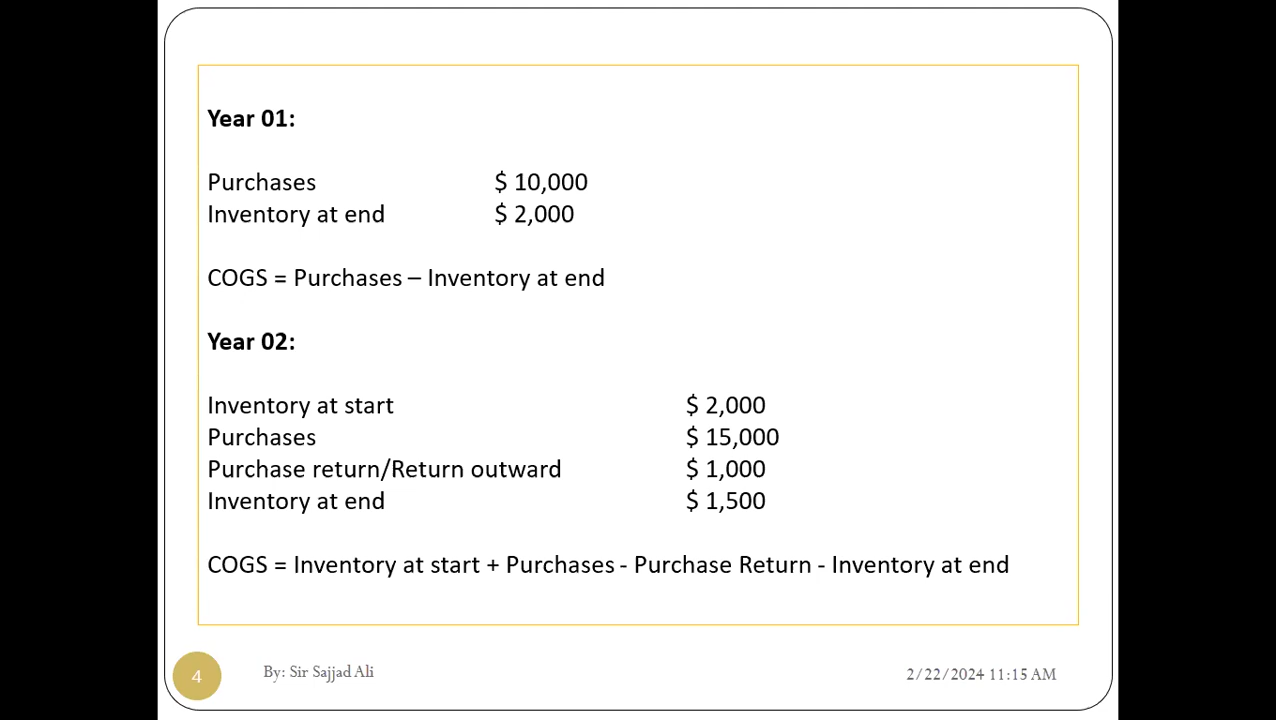 Year 01:
Purchases $ 10,000
Inventory at end $ 2,000
COGS = Purchases – Inventory at end
Year 02:
Inventory at start $ 2,000
Purchases $ 15,000
Purchase return/Return outward $ 1,000
Inventory at end $ 1,500
COGS = Inventory at start + Purchases - Purchase Return - Inventory at end
4 By: Sir Sajjad Ali 2/22/2024 11:15 AM